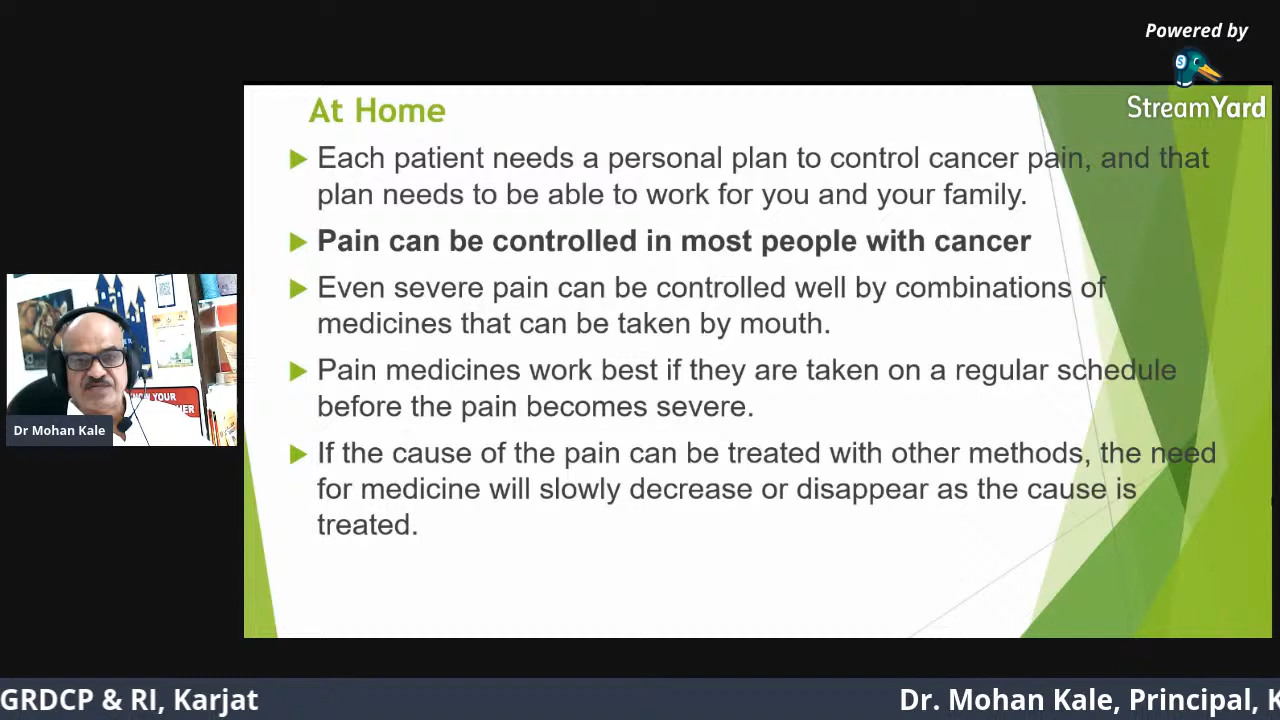 Powered by
StreamYard
At Home
Each patient needs a personal plan to control cancer pain, and that
plan needs to be able to work for you and your family.
Pain can be controlled in most people with cancer
Even severe pain can be controlled well by combinations of
medicines that can be taken by mouth.
Pain medicines work best if they are taken on a regular schedule
before the pain becomes severe.
If the cause of the pain can be treated with other methods, the need
for medicine will slowly decrease or disappear as the cause is
treated.
KNOW YOUR
Dr Mohan Kale
GRDCP & RI, Karjat
Dr. Mohan Kale, Principal, K